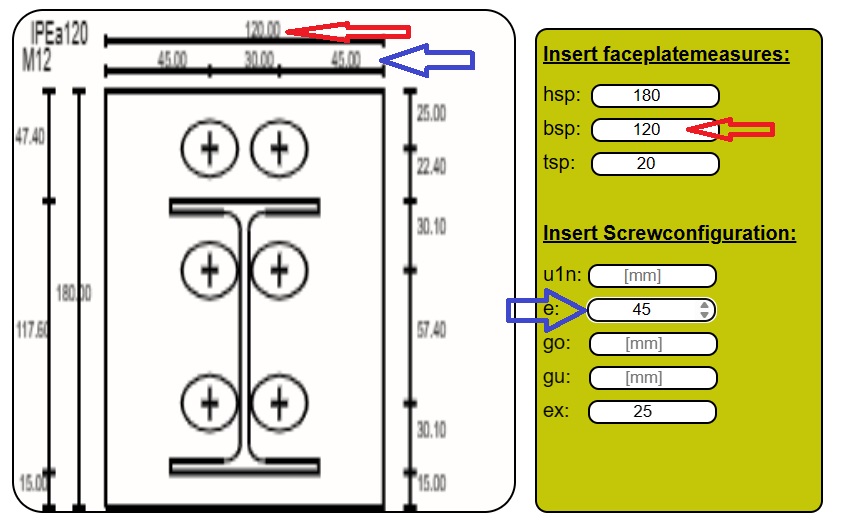 IPEa120
M12
120.00
45.00 30.00 45.00
47.40
180.00
117.60
15.00
25.00
22.40
30.10
57.40
30.10
15.00
Insert faceplatemeasures:
hsp: 180
bsp: 120
tsp: 20
Insert Screwconfiguration:
u1n: [mm]
e: 45
go: [mm]
gu: [mm]
ex: 25